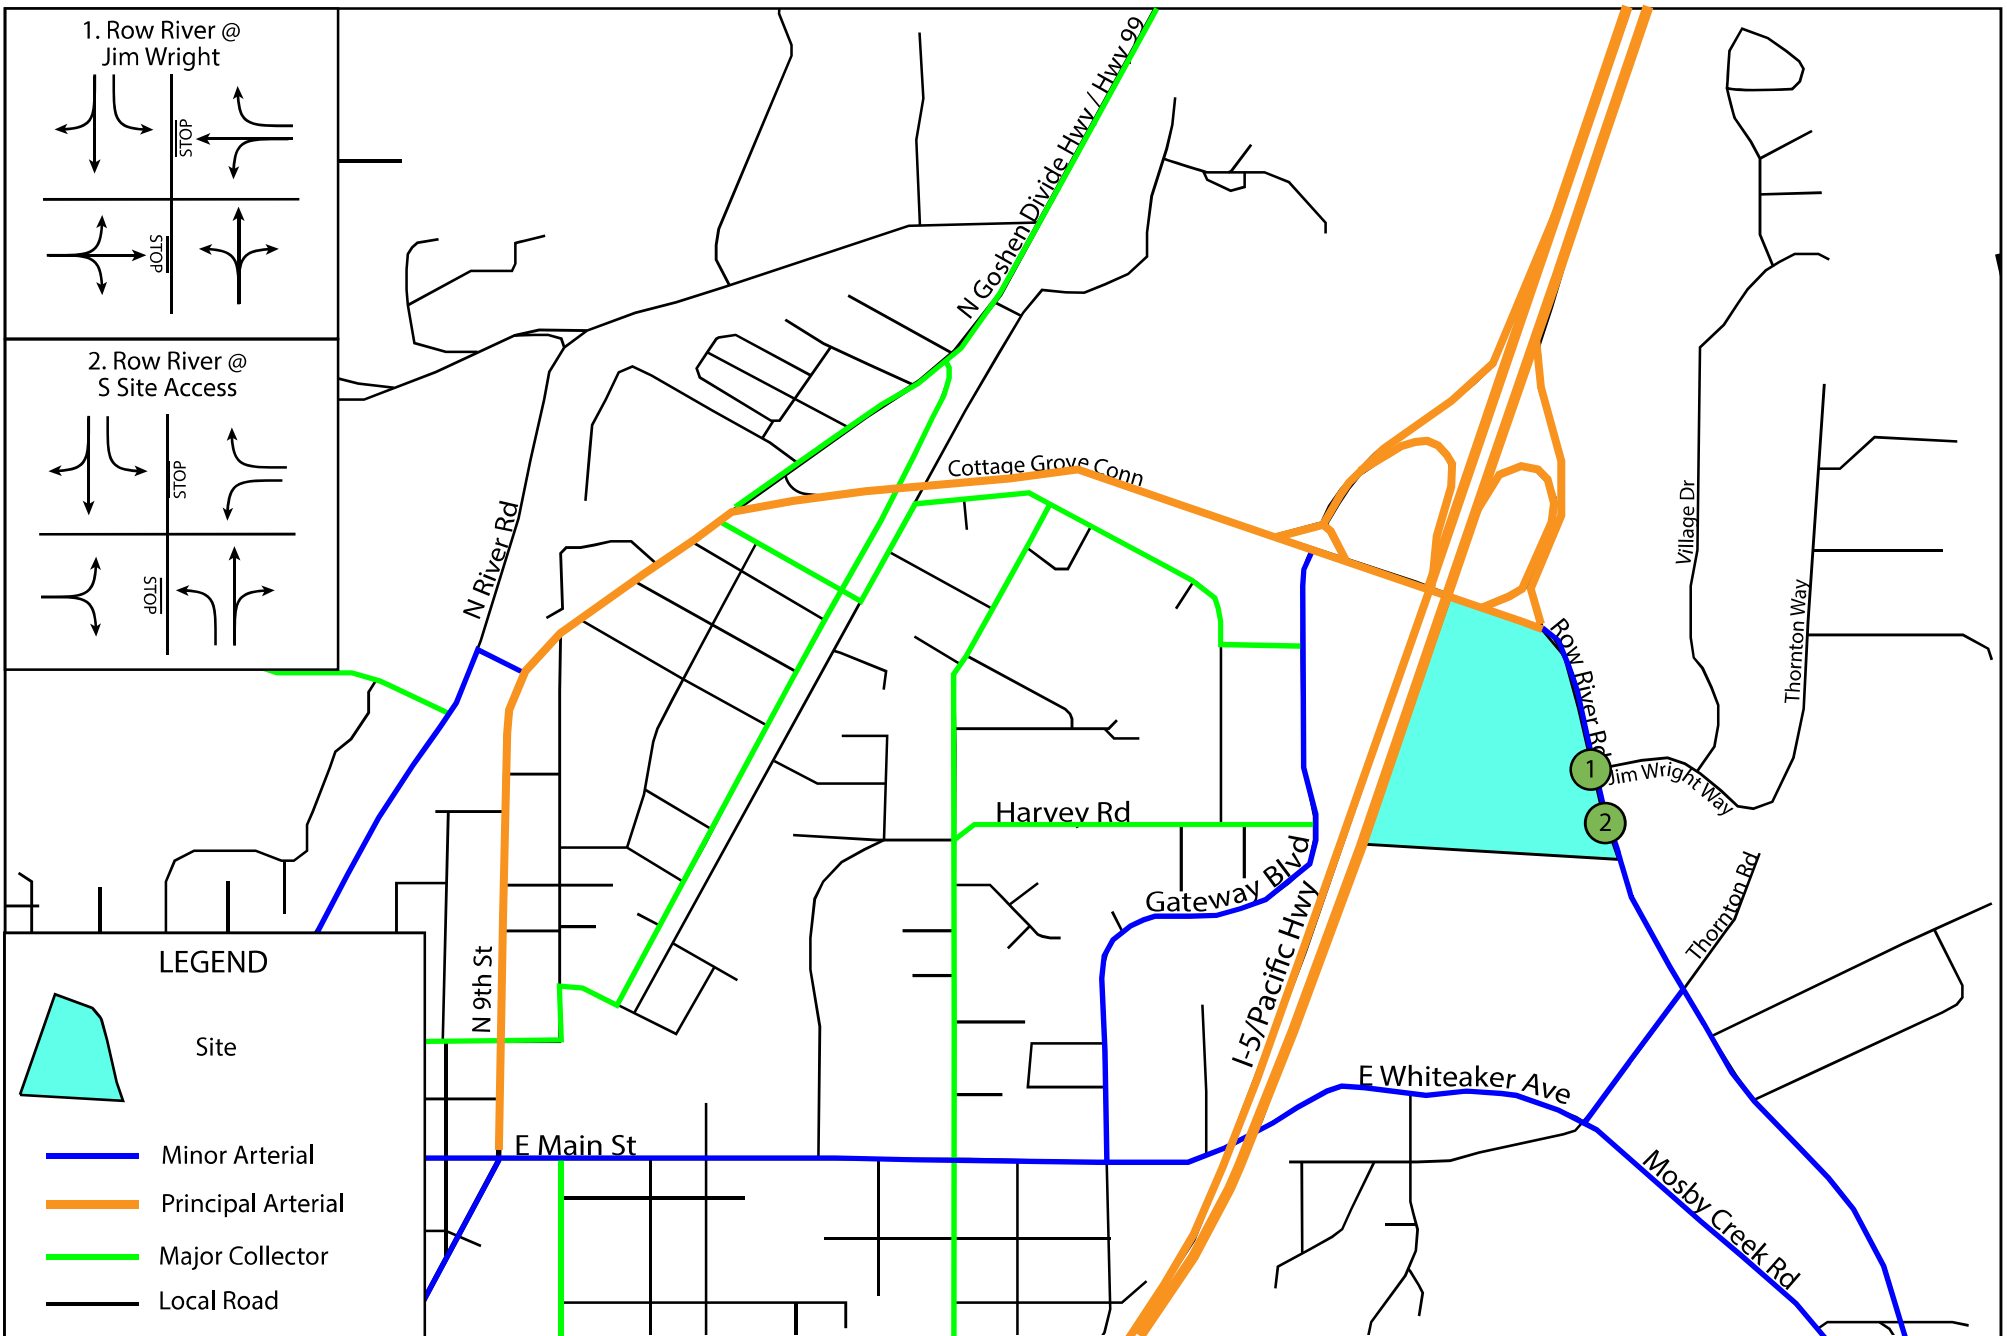 1. Row River @
Jim Wright
STOP
STOP
2. Row River @
S Site Access
STOP
STOP
N Goshen Divide Hwy / Hwy 99
Cottage Grove Conn
N River Rd
Village Dr
Thornton Way
Row River Rd
1
Jim Wright Way
2
Harvey Rd
Gateway Blvd
Thornton Rd
I-5/Pacific Hwy
N 9th St
E Whiteaker Ave
E Main St
Mosby Creek Rd
LEGEND
Site
Minor Arterial
Principal Arterial
Major Collector
Local Road